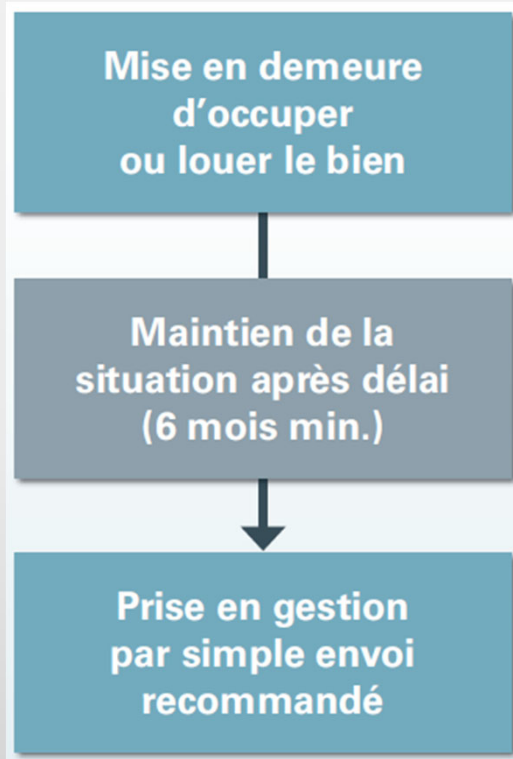 Mise en demeure
d’occuper
ou louer le bien
Maintien de la
situation après délai
(6 mois min.)
Prise en gestion
par simple envoi
recommandé